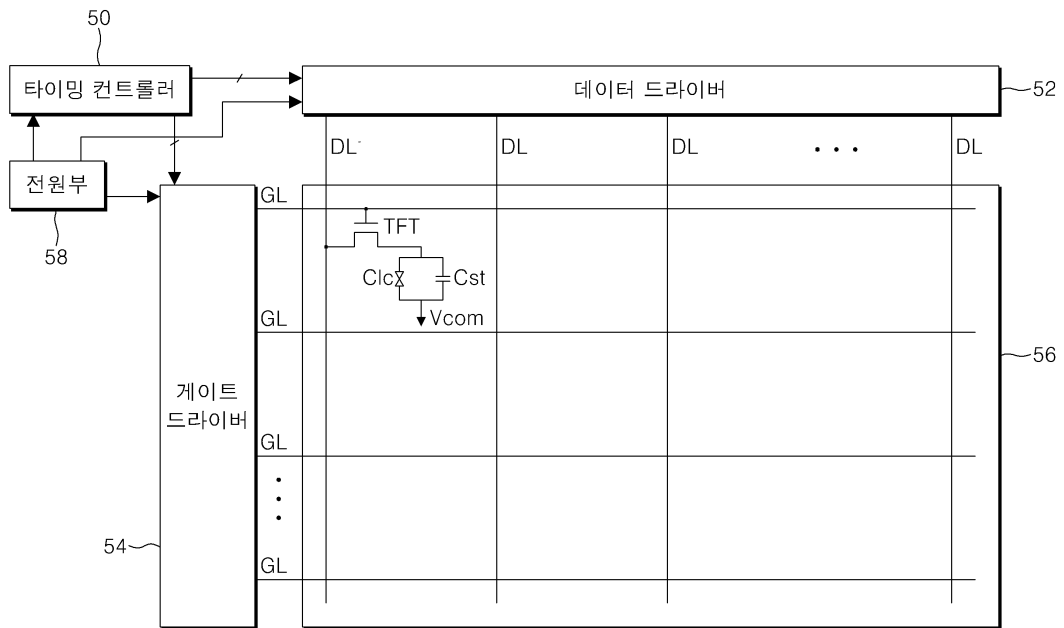 50
타이밍 컨트롤러
데이터 드라이버
52
DL
DL
DL
• • •
DL
전원부
58
GL
TFT
Clc
Cst
Vcom
GL
56
게이트
드라이버
GL
54
GL